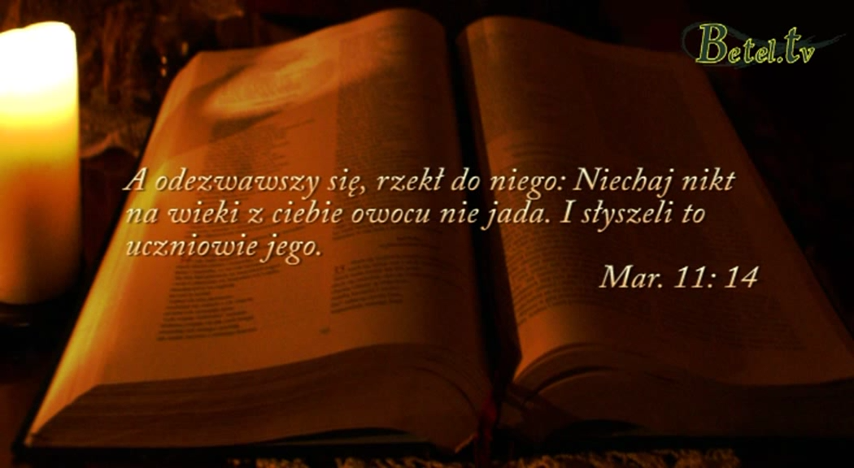 Betel.tv
A odezwawszy się, rzekł do niego: Niechaj nikt
na wieki z ciebie owocu nie jada. I słyszeli to
uczniowie jego.
Mar. 11: 14